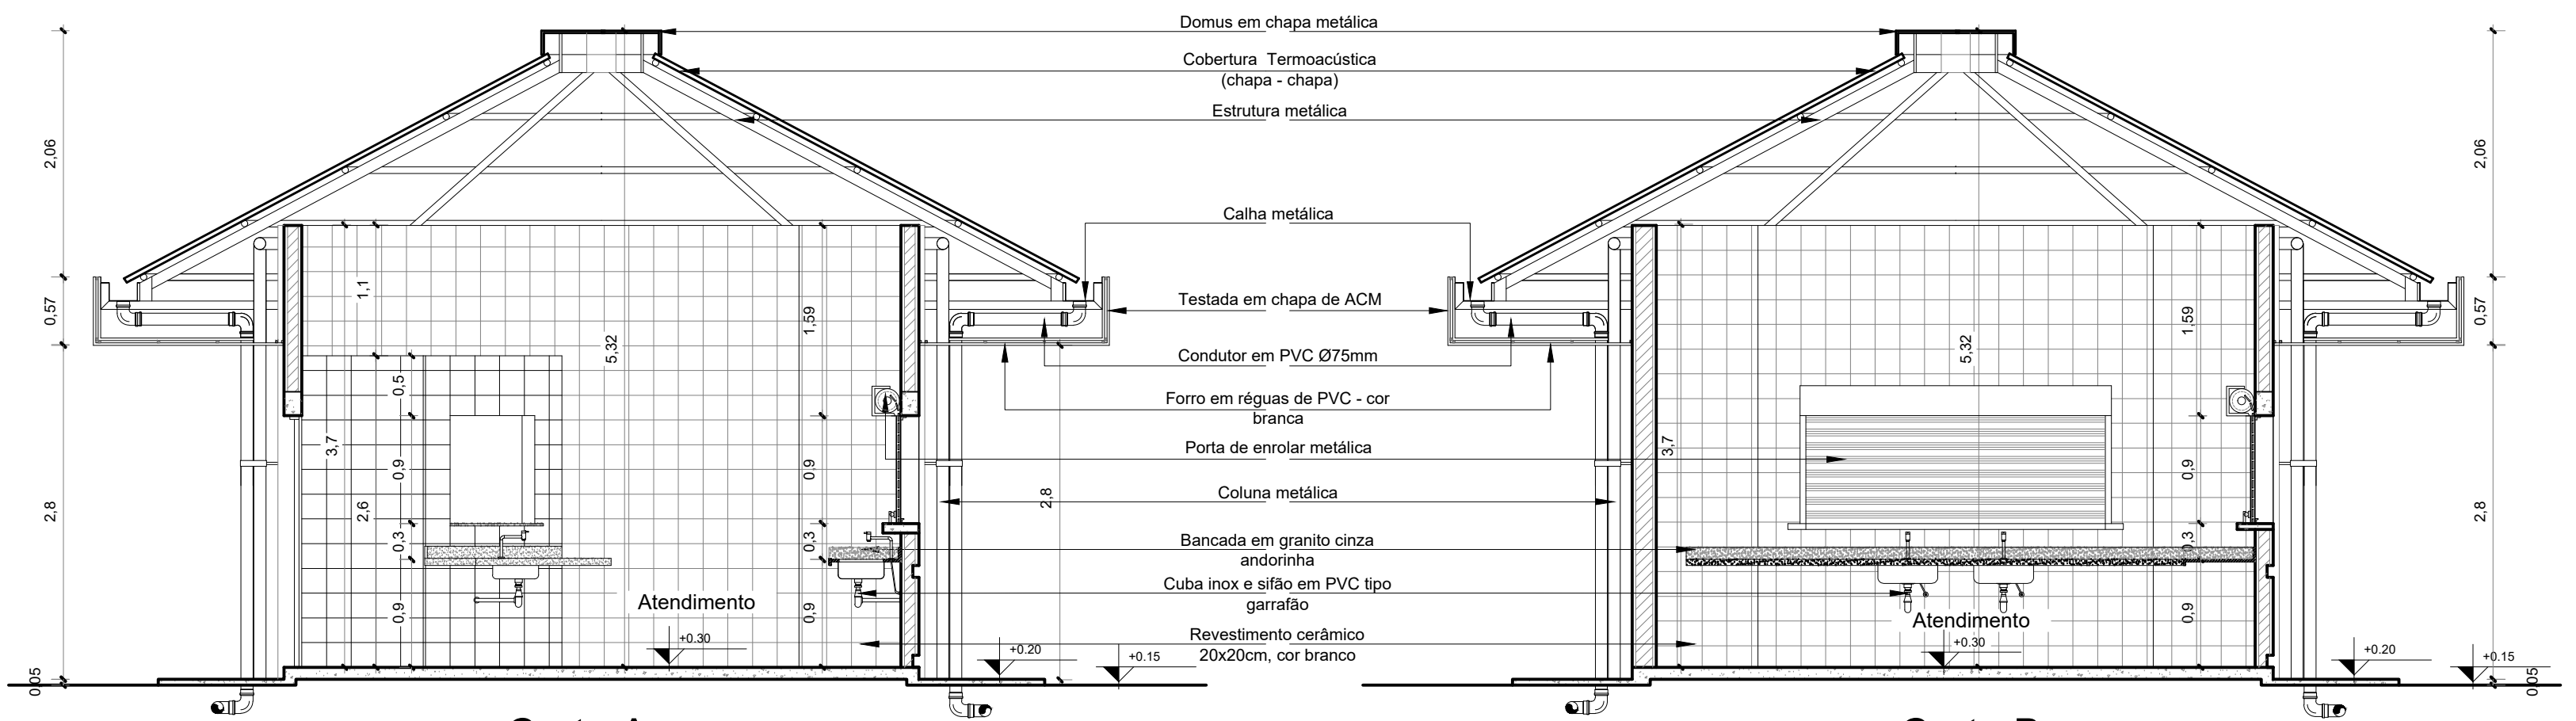 Domus em chapa metálica
Cobertura Termoacústica
(chapa - chapa)
Estrutura metálica
Calha metálica
Testada em chapa de ACM
Condutor em PVC Ø75mm
Forro em réguas de PVC - cor
branca
Porta de enrolar metálica
Coluna metálica
Bancada em granito cinza
andorinha
Cuba inox e sifão em PVC tipo
garrafão
Revestimento cerâmico
20x20cm, cor branco
2,06
0,57
2,8
0,05
1,1
0,5
3,7
0,9
2,6
0,3
0,9
5,32
1,59
0,9
0,3
0,9
Atendimento
+0.30
+0.20
+0.15
2,8
3,7
5,32
1,59
0,9
0,3
0,9
Atendimento
+0.30
+0.20
+0.15
2,06
0,57
2,8
0,05